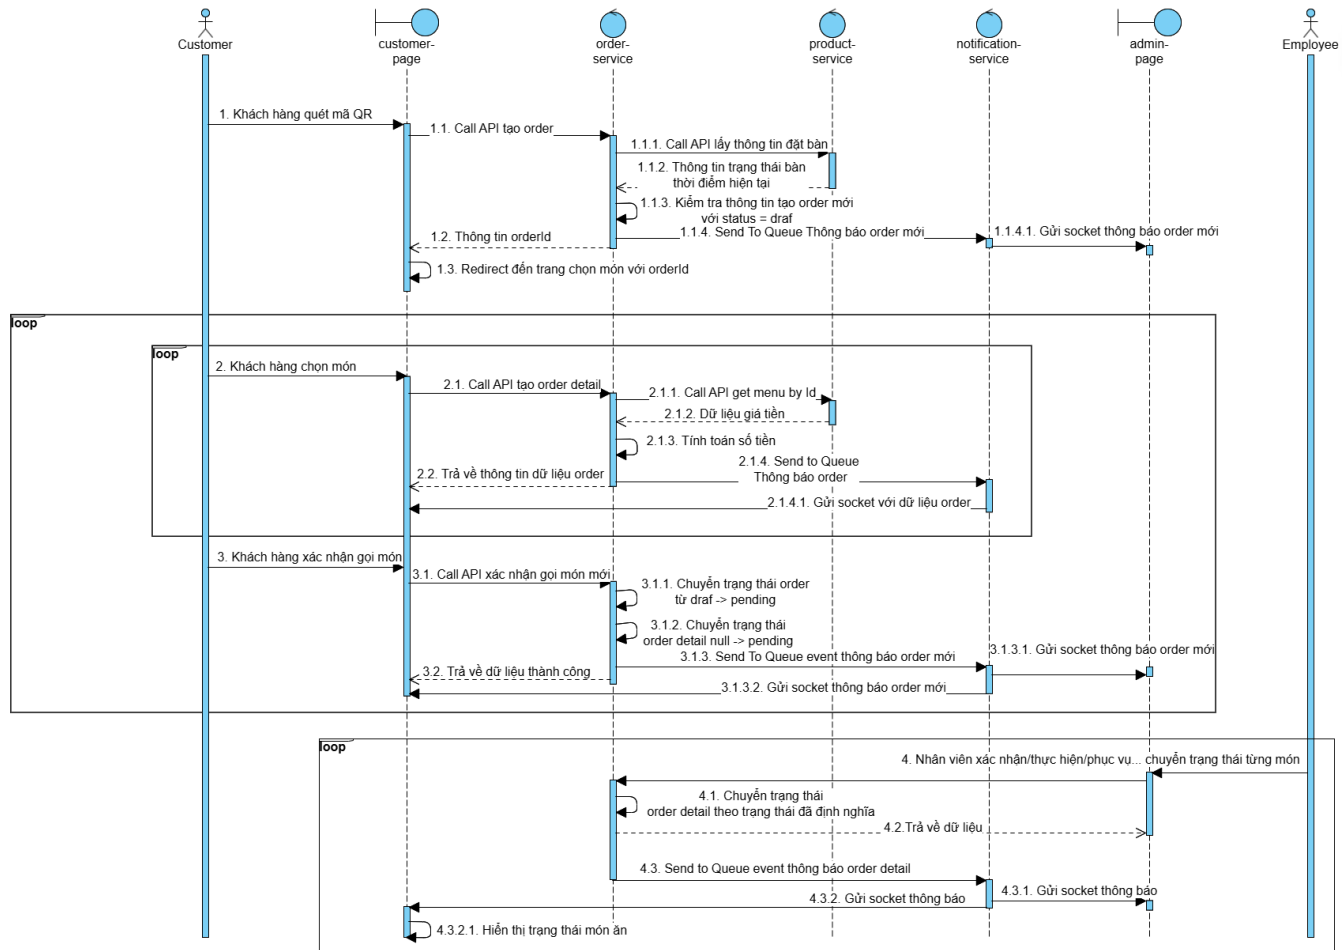 Customer
customer-
page
order-
service
product-
service
notification-
service
admin-
page
Employee
1. Khách hàng quét mã QR
1.1. Call API tạo order
1.1.1. Call API lấy thông tin đặt bàn
1.1.2. Thông tin trạng thái bàn
thời điểm hiện tại
1.1.3. Kiểm tra thông tin tạo order mới
với status = draf
1.1.4. Send To Queue Thông báo order mới
1.1.4.1. Gửi socket thông báo order mới
1.2. Thông tin orderId
1.3. Redirect đến trang chọn món với orderId
loop
loop
2. Khách hàng chọn món
2.1. Call API tạo order detail
2.1.1. Call API get menu by Id
2.1.2. Dữ liệu giá tiền
2.1.3. Tính toán số tiền
2.1.4. Send to Queue
Thông báo order
2.2. Trả về thông tin dữ liệu order
2.1.4.1. Gửi socket với dữ liệu order
3. Khách hàng xác nhận gọi món
3.1. Call API xác nhận gọi món mới
3.1.1. Chuyển trạng thái order
từ draf -> pending
3.1.2. Chuyển trạng thái
order detail null -> pending
3.1.3. Send To Queue event thông báo order mới
3.1.3.1. Gửi socket thông báo order mới
3.2. Trả về dữ liệu thành công
3.1.3.2. Gửi socket thông báo order mới
loop
4. Nhân viên xác nhận/thực hiện/phục vụ... chuyển trạng thái từng món
4.1. Chuyển trạng thái
order detail theo trạng thái đã định nghĩa
4.2.Trả về dữ liệu
4.3. Send to Queue event thông báo order detail
4.3.1. Gửi socket thông báo
4.3.2. Gửi socket thông báo
4.3.2.1. Hiển thị trạng thái món ăn